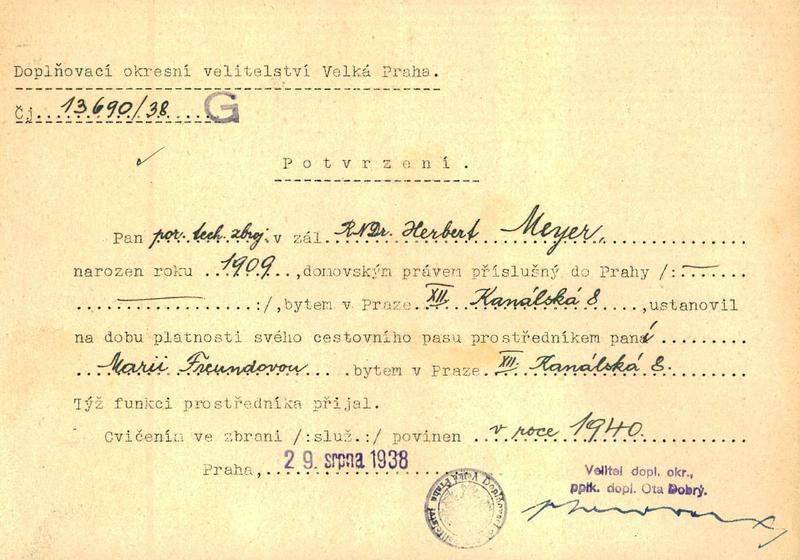 Doplňovací okresní velitelství Velká Praha.
Čj. 13690/38 G
Potvrzení.
Pan por. tech. zbroj. v zál. RNDr. Herbert Meyer,
narozen roku 1909, domovským právem příslušný do Prahy /:
:/, bytem v Praze XII. Kanálská 8, ustanovil
na dobu platnosti svého cestovního pasu prostředníkem paní
Marii Freundovou bytem v Praze XII. Kanálská 8.
Týž funkci prostředníka přijal.
Cvičením ve zbrani /:služ.:/ povinen v roce 1940.
Praha, 29. srpna 1938
Velitel dopl. okr.,
pplk. dopl. Ota Dobrý.